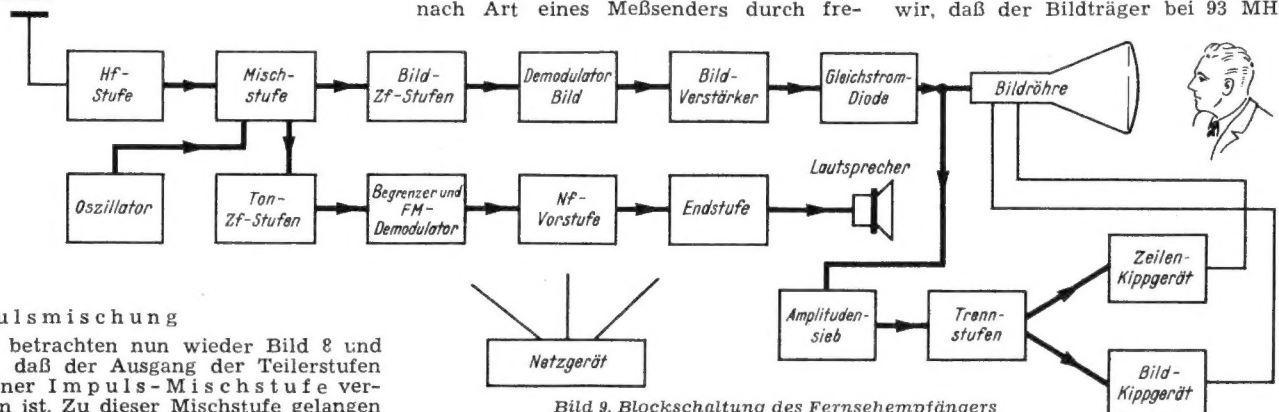 nach Art eines Meßsenders durch fre-
wir, daß der Bildträger bei 93 MH
Hf-
Stufe
Misch-
stufe
Bild-
Zf-Stufen
Demodulator
Bild
Bild-
Verstärker
Gleichstrom-
Diode
Bildröhre
Oszillator
Ton-
Zf-Stufen
Begrenzer und
FM-
Demodulator
Nf-
Vorstufe
Endstufe
Lautsprecher
Amplituden-
sieb
Trenn-
stufen
Zeilen-
Kippgerät
Bild-
Kippgerät
Netzgerät
ulsmischung
betrachten nun wieder Bild 8 und
daß der Ausgang der Teilerstufen
ner Impuls-Mischstufe ver-
n ist. Zu dieser Mischstufe gelangen
Bild 9. Blockschaltung des Fernsehempfängers